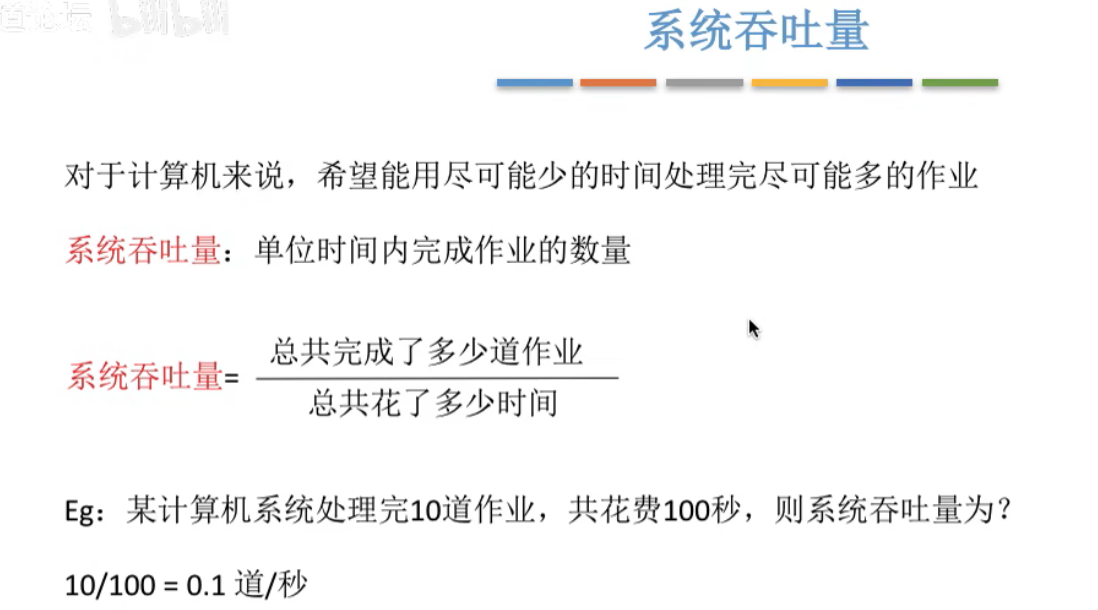 系统吞吐量
对于计算机来说，希望能用尽可能少的时间处理完尽可能多的作业
系统吞吐量：单位时间内完成作业的数量
系统吞吐量=
总共完成了多少道作业
总共花了多少时间
Eg：某计算机系统处理完10道作业，共花费100秒，则系统吞吐量为？
10/100 = 0.1 道/秒